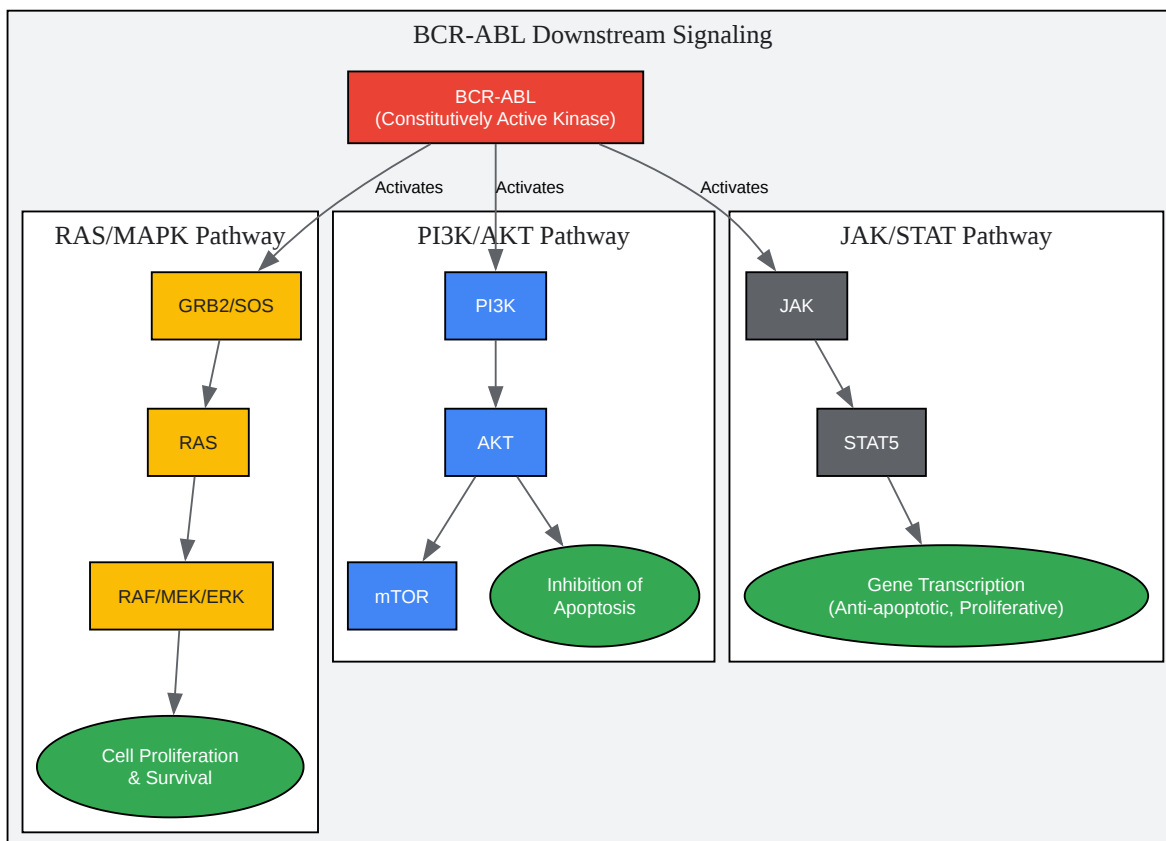 BCR-ABL Downstream Signaling
BCR-ABL
(Constitutively Active Kinase)
Activates
Activates
Activates
RAS/MAPK Pathway
PI3K/AKT Pathway
JAK/STAT Pathway
GRB2/SOS
PI3K
JAK
RAS
AKT
STAT5
RAF/MEK/ERK
mTOR
Inhibition of
Apoptosis
Gene Transcription
(Anti-apoptotic, Proliferative)
Cell Proliferation
& Survival